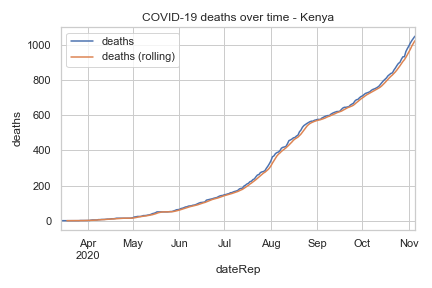 COVID-19 deaths over time - Kenya
deaths
deaths (rolling)
deaths
1000
800
600
400
200
0
Apr
2020
May
Jun
Jul
Aug
Sep
Oct
Nov
dateRep